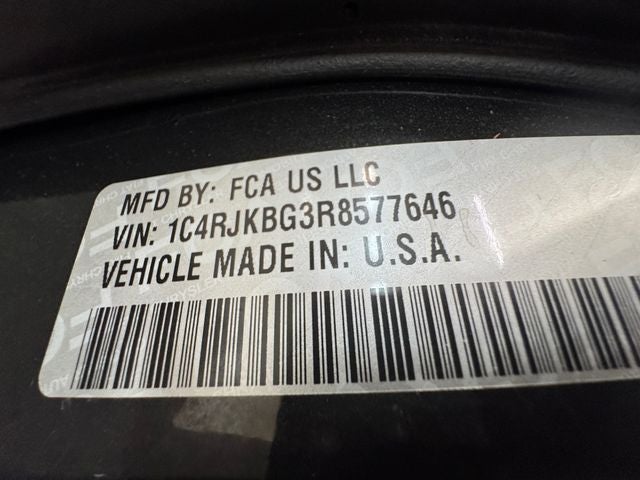 MFD BY: FCA US LLC
VIN: 1C4RJKBG3R8577646
VEHICLE MADE IN: U.S.A.